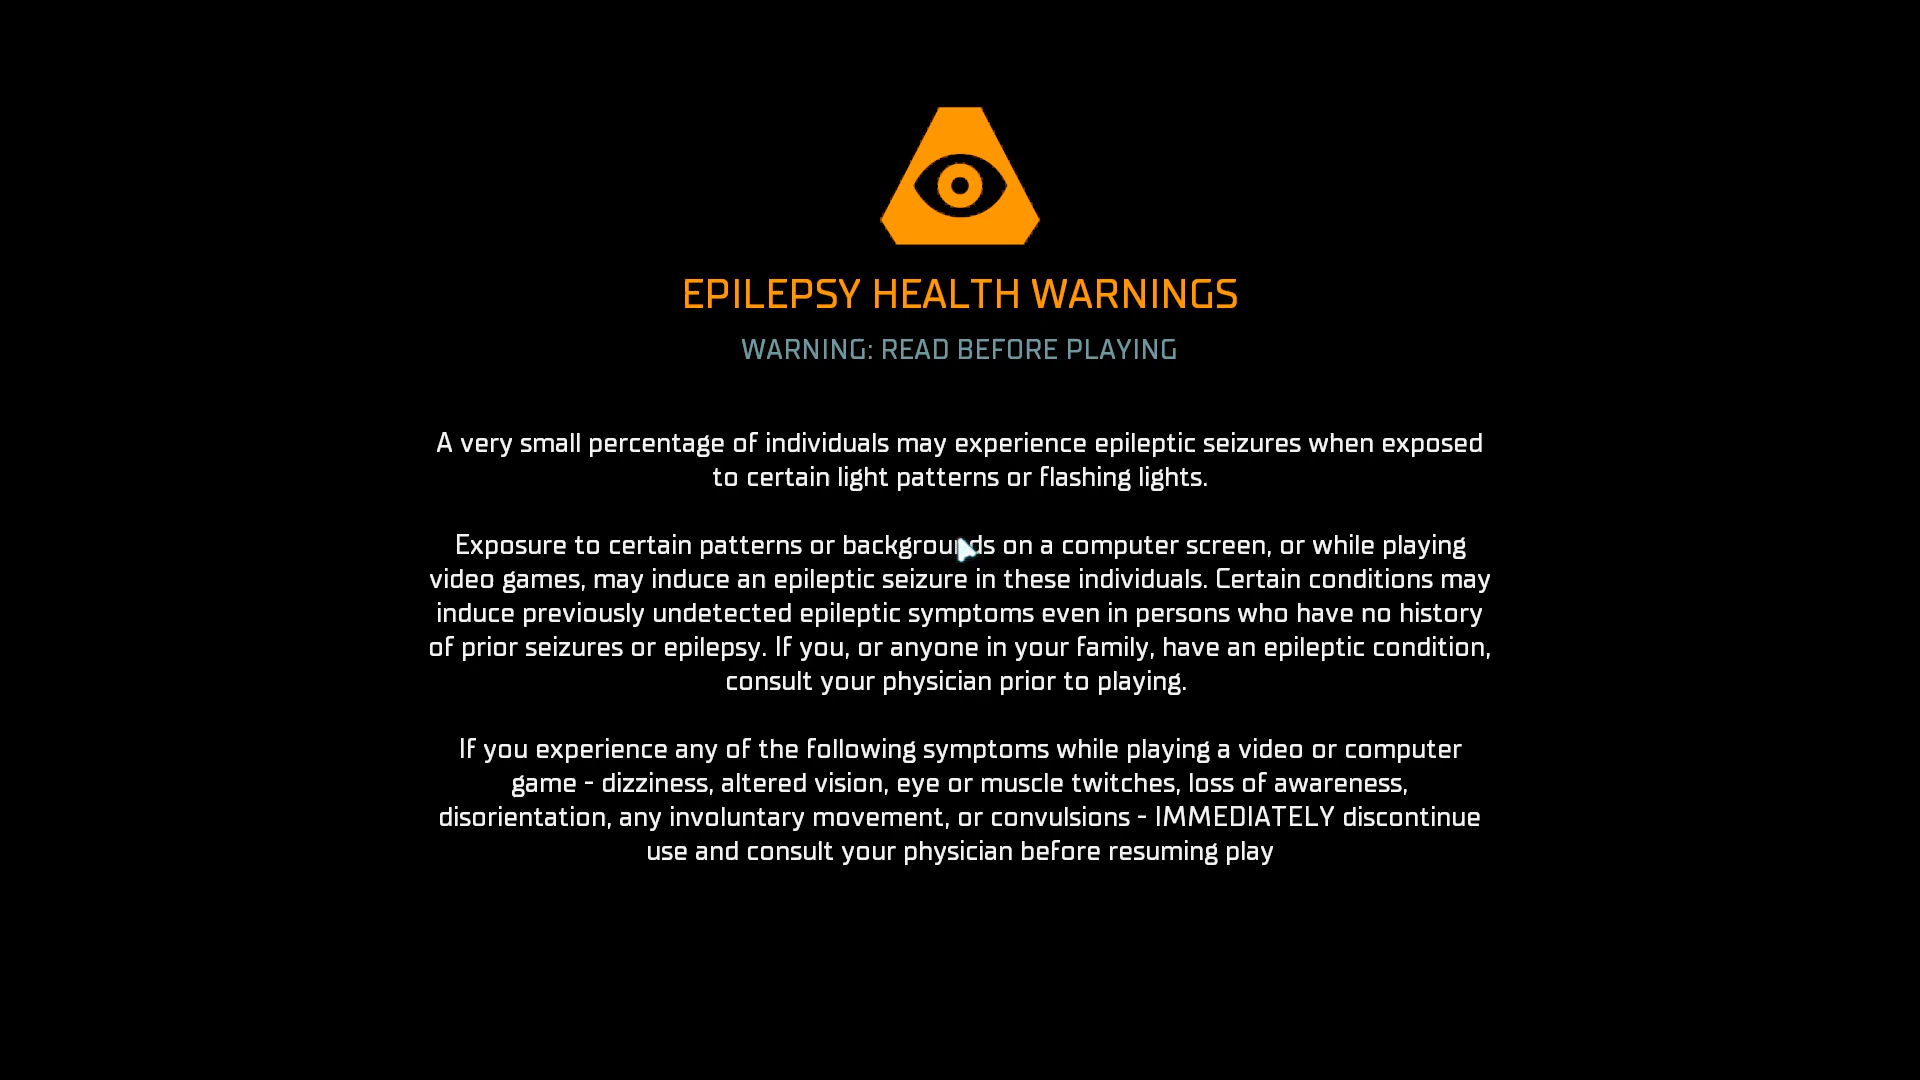 EPILEPSY HEALTH WARNINGS
WARNING: READ BEFORE PLAYING
A very small percentage of individuals may experience epileptic seizures when exposed
to certain light patterns or flashing lights.
Exposure to certain patterns or backgrounds on a computer screen, or while playing
video games, may induce an epileptic seizure in these individuals. Certain conditions may
induce previously undetected epileptic symptoms even in persons who have no history
of prior seizures or epilepsy. If you, or anyone in your family, have an epileptic condition,
consult your physician prior to playing.
If you experience any of the following symptoms while playing a video or computer
game - dizziness, altered vision, eye or muscle twitches, loss of awareness,
disorientation, any involuntary movement, or convulsions - IMMEDIATELY discontinue
use and consult your physician before resuming play